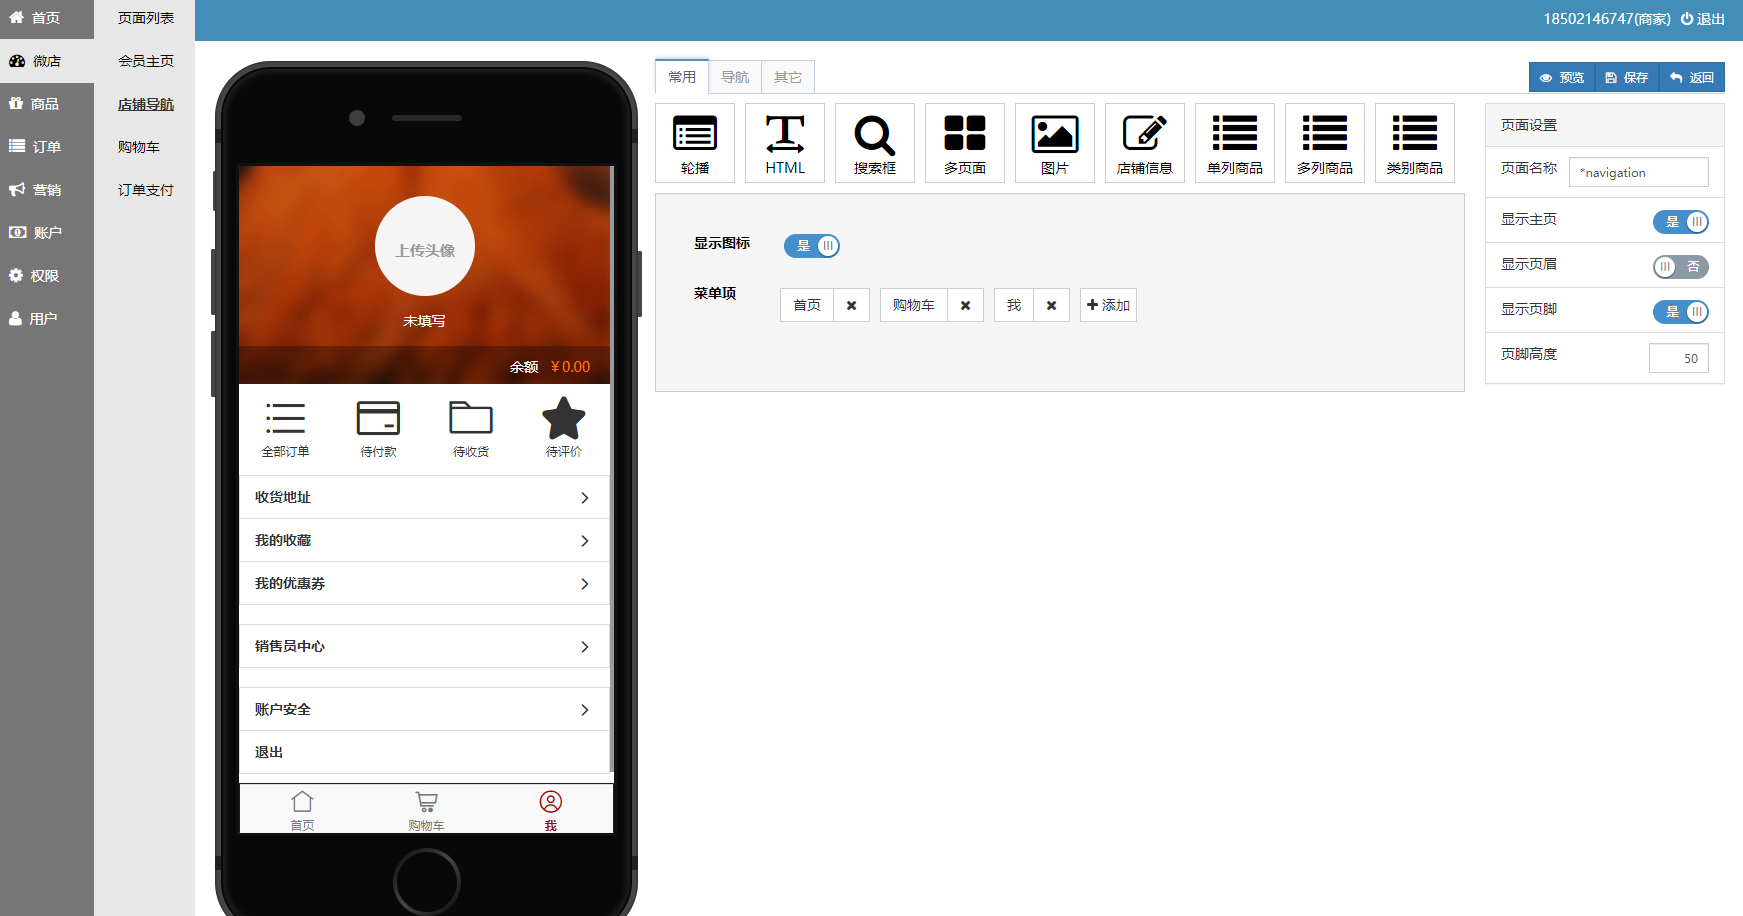 首页
微店
商品
订单
营销
账户
权限
用户
页面列表
会员主页
店铺导航
购物车
订单支付
18502146747(商家) 退出
上传头像
未填写
余额 ￥0.00
全部订单 待付款 待收货 待评价
收货地址
我的收藏
我的优惠券
销售员中心
账户安全
退出
首页 购物车 我
常用 导航 其它
预览 保存 返回
轮播 HTML 搜索框 多页面 图片 店铺信息 单列商品 多列商品 类别商品
显示图标 是
菜单项 首页 购物车 我 添加
页面设置
页面名称 *navigation
显示主页 是
显示页眉 否
显示页脚 是
页脚高度 50